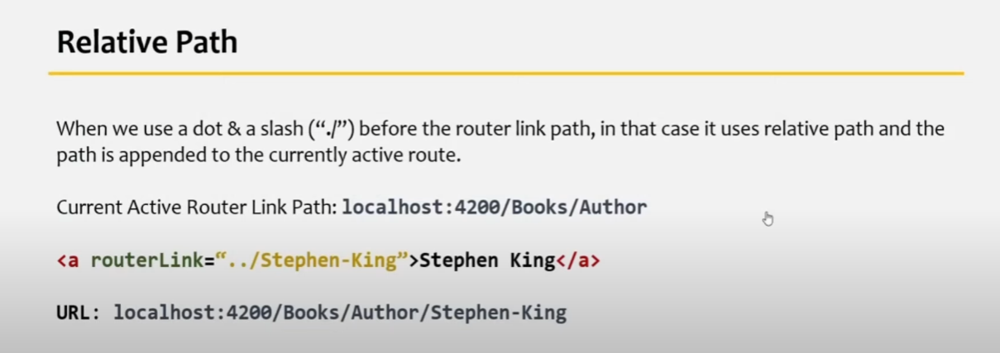 Relative Path
When we use a dot & a slash (“./”) before the router link path, in that case it uses relative path and the
path is appended to the currently active route.
Current Active Router Link Path: localhost:4200/Books/Author
<a routerLink=“../Stephen-King”>Stephen King</a>
URL: localhost:4200/Books/Author/Stephen-King